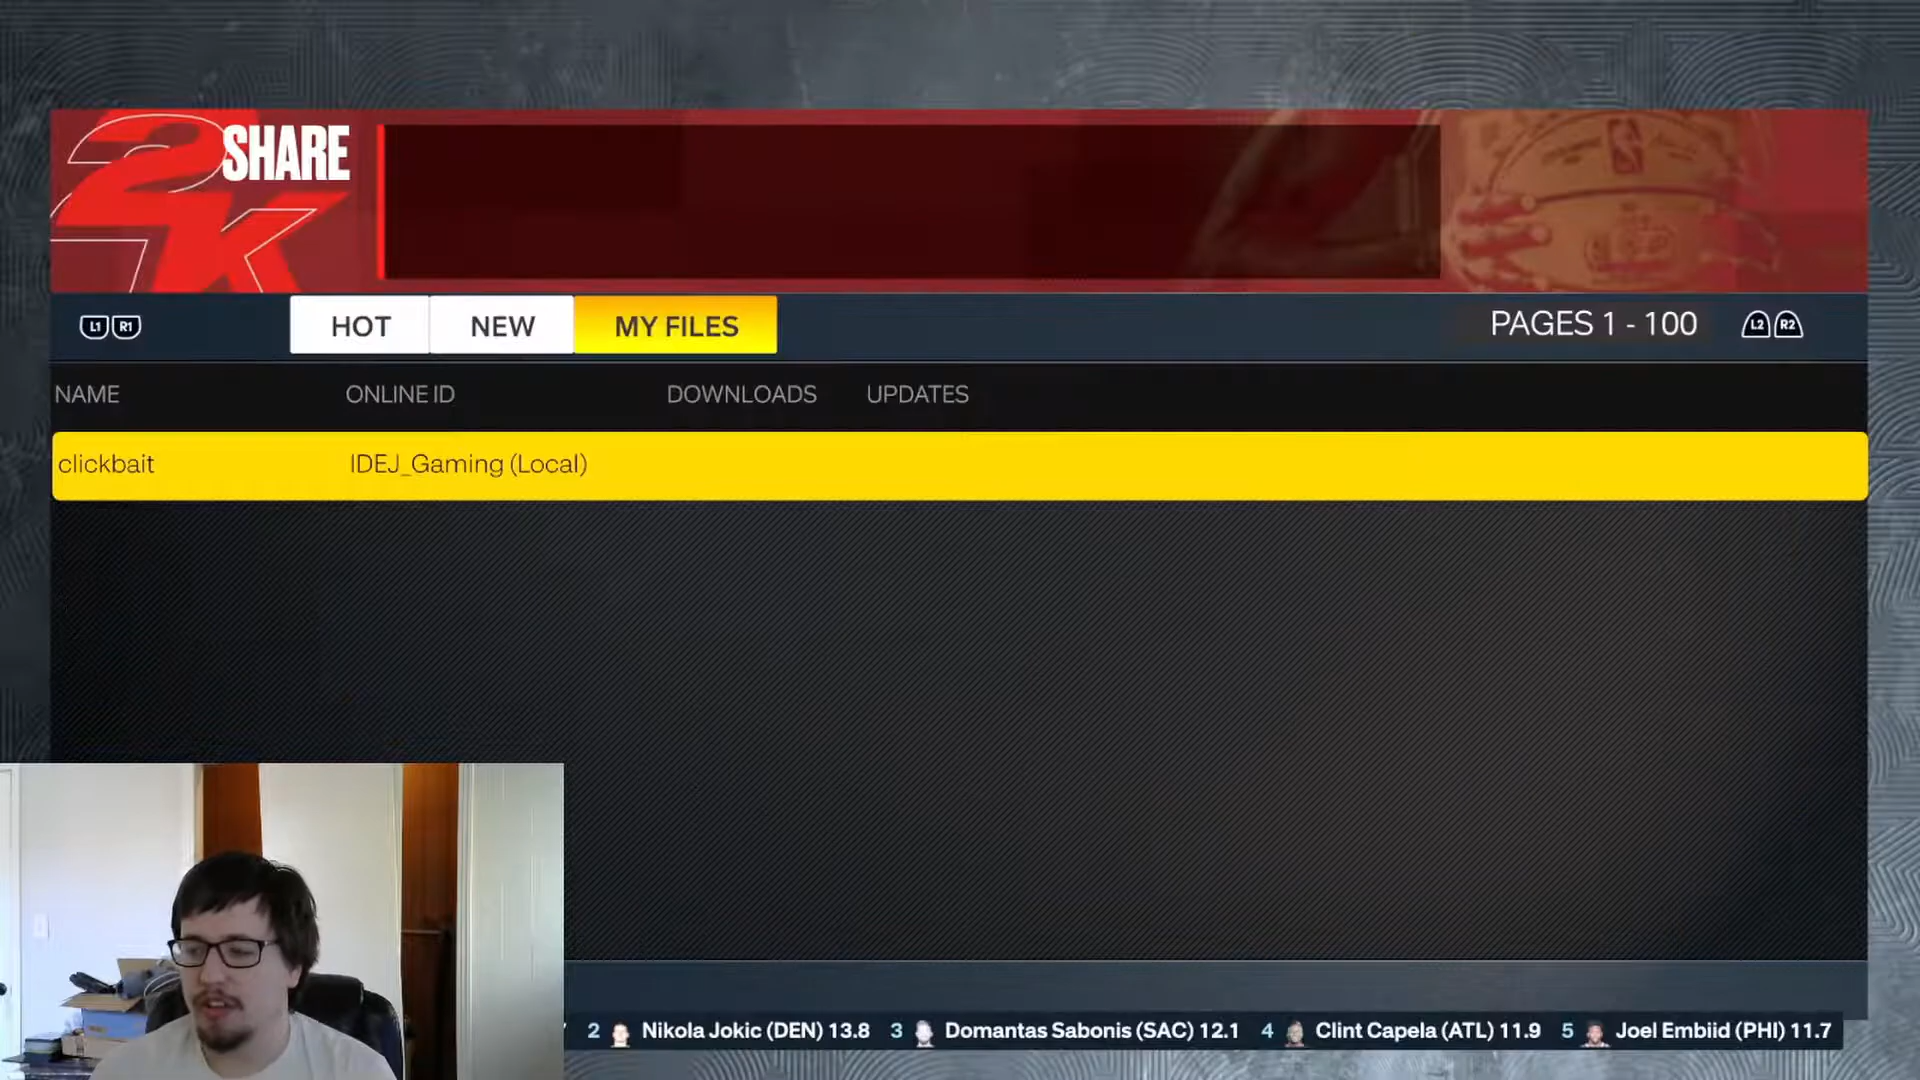 2K
SHARE
L1 R1
HOT
NEW
MY FILES
PAGES 1 - 100
L2 R2
NAME
ONLINE ID
DOWNLOADS
UPDATES
clickbait
IDEJ_Gaming (Local)
2 Nikola Jokic (DEN) 13.8 3 Domantas Sabonis (SAC) 12.1 4 Clint Capela (ATL) 11.9 5 Joel Embiid (PHI) 11.7